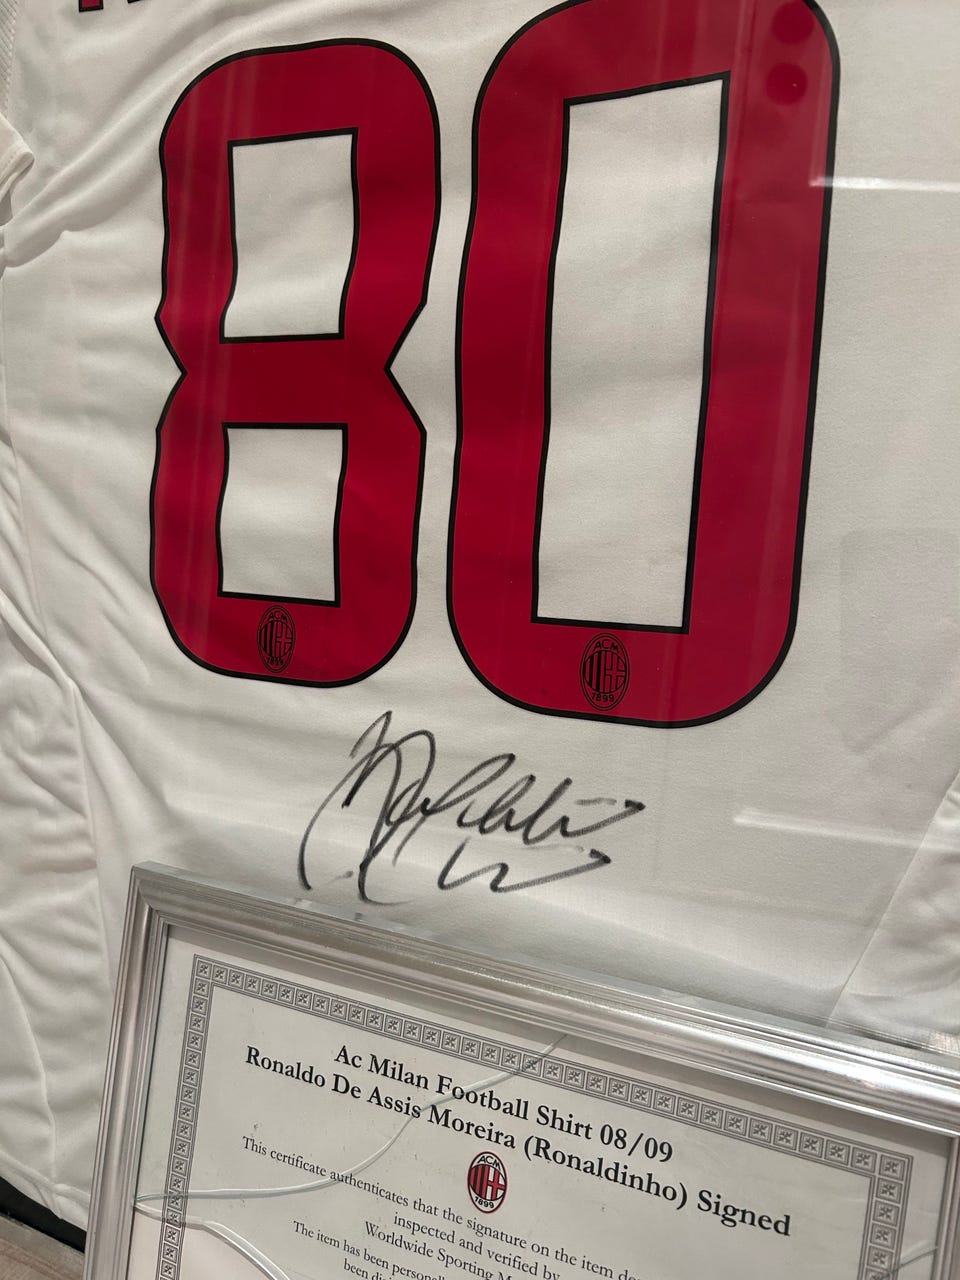 80
ACM
1899
ACM
1899
Ac Milan Football Shirt 08/09
Ronaldo De Assis Moreira (Ronaldinho) Signed
ACM
1899
This certificate authenticates that the signature on the item
inspected and verified by
Worldwide Sporting
The item has been
been